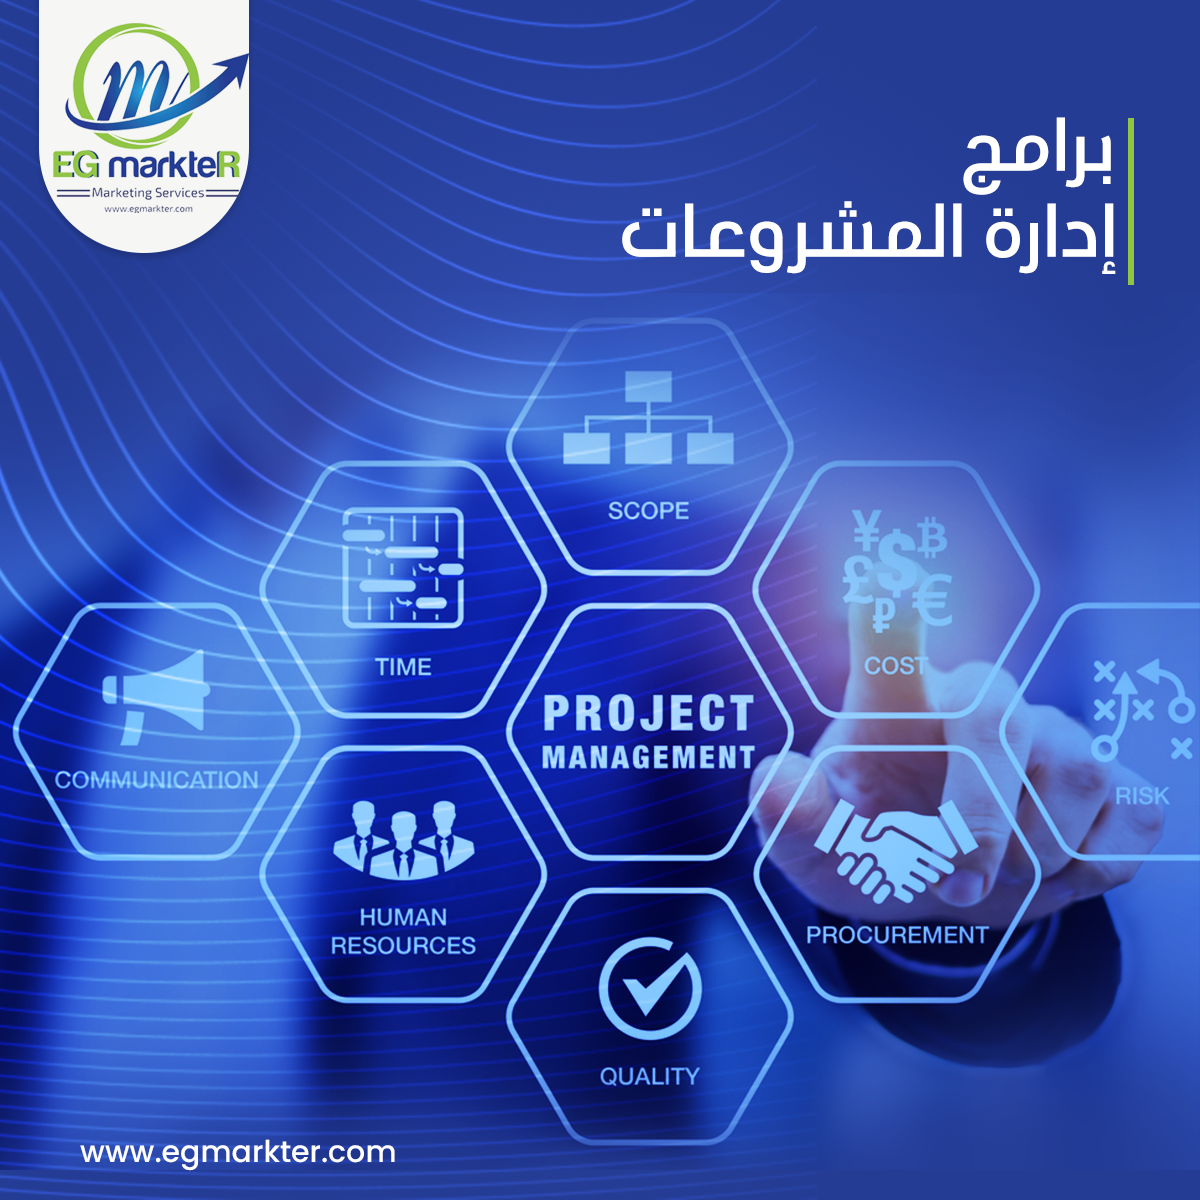 EG markteR
Marketing Services
www.egmarkter.com
برامج
إدارة المشروعات
SCOPE
TIME
COST
COMMUNICATION
PROJECT
MANAGEMENT
RISK
HUMAN
RESOURCES
PROCUREMENT
QUALITY
www.egmarkter.com